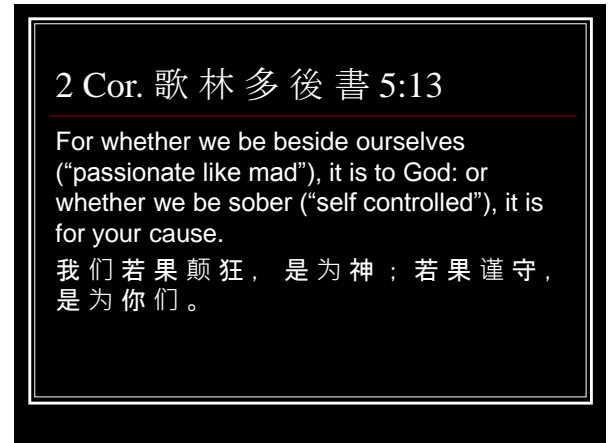 2 Cor. 歌 林 多 後 書 5:13
For whether we be beside ourselves
(“passionate like mad”), it is to God: or
whether we be sober (“self controlled”), it is
for your cause.
我 们 若 果 颠 狂 ， 是 为 神 ；若 果 谨 守 ，
是 为 你 们 。